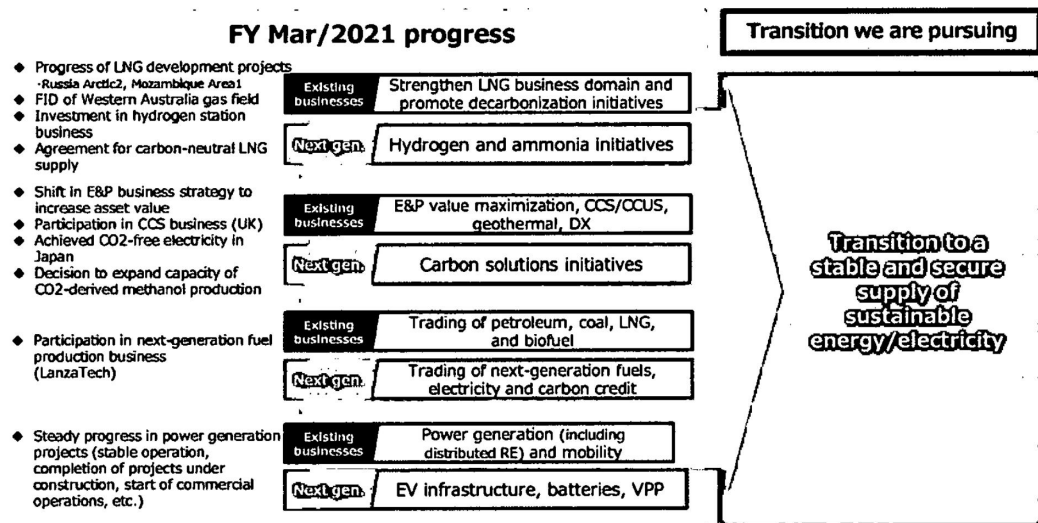 FY Mar/2021 progress
Transition we are pursuing
◆ Progress of LNG development projects
·Russia Arctic2, Mozambique Area1
◆ FID of Western Australia gas field
◆ Investment in hydrogen station
business
◆ Agreement for carbon-neutral LNG
supply
Existing
businesses
Strengthen LNG business domain and
promote decarbonization initiatives
Next gen.
Hydrogen and ammonia initiatives
◆ Shift in E&P business strategy to
increase asset value
◆ Participation in CCS business (UK)
◆ Achieved CO2-free electricity in
Japan
◆ Decision to expand capacity of
CO2-derived methanol production
Existing
businesses
E&P value maximization, CCS/CCUS,
geothermal, DX
Next gen.
Carbon solutions initiatives
◆ Participation in next-generation fuel
production business
(LanzaTech)
Existing
businesses
Trading of petroleum, coal, LNG,
and biofuel
Next gen.
Trading of next-generation fuels,
electricity and carbon credit
◆ Steady progress in power generation
projects (stable operation,
completion of projects under
construction, start of commercial
operations, etc.)
Existing
businesses
Power generation (including
distributed RE) and mobility
Next gen.
EV infrastructure, batteries, VPP
Transition to a
stable and secure
supply of
sustainable
energy/electricity